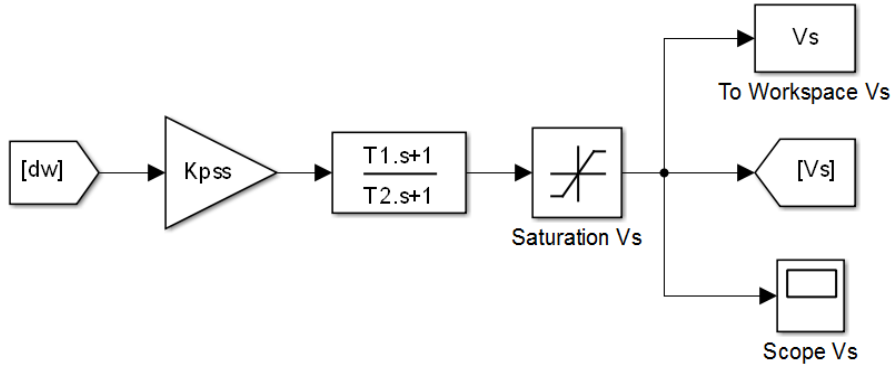 Vs
To Workspace Vs
[dw]
Kpss
T1.s+1
T2.s+1
Saturation Vs
[Vs]
Scope Vs